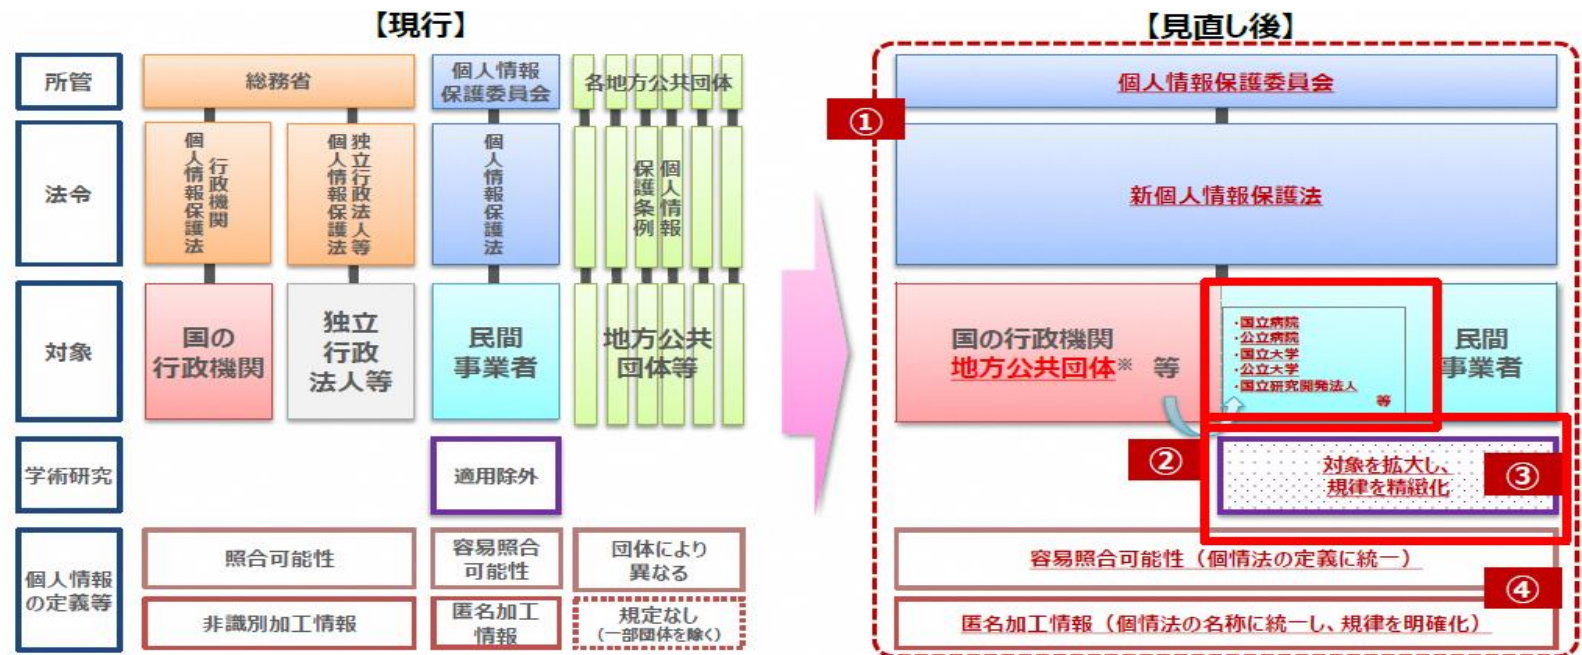 【現行】
【見直し後】
所管
総務省
個人情報
保護委員会
各地方公共団体
①
個人情報保護委員会
法令
行政機関
個人情報保護法
独立行政法人等
個人情報保護法
個人情報保護法
個人情報
保護条例
新個人情報保護法
対象
国の
行政機関
独立
行政
法人等
民間
事業者
地方公共
団体等
国の行政機関
地方公共団体※ 等
・国立病院
・公立病院
・国立大学
・公立大学
・国立研究開発法人
等
民間
事業者
学術研究
適用除外
②
対象を拡大し、
規律を精緻化
③
個人情報
の定義等
照合可能性
容易照合
可能性
団体により
異なる
容易照合可能性（個情法の定義に統一）
④
非識別加工情報
匿名加工
情報
規定なし
（一部団体を除く）
匿名加工情報（個情法の名称に統一し、規律を明確化）